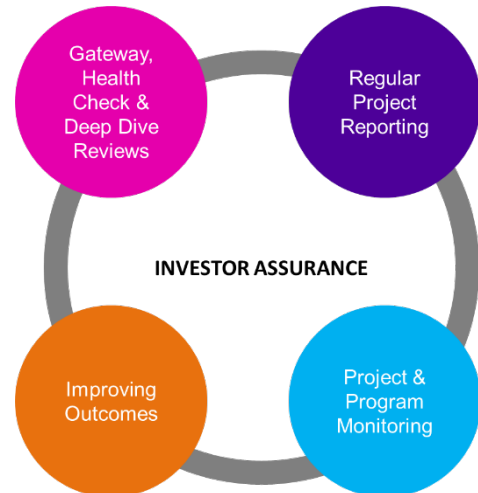 Gateway,
Health
Check &
Deep Dive
Reviews
Regular
Project
Reporting
INVESTOR ASSURANCE
Improving
Outcomes
Project &
Program
Monitoring